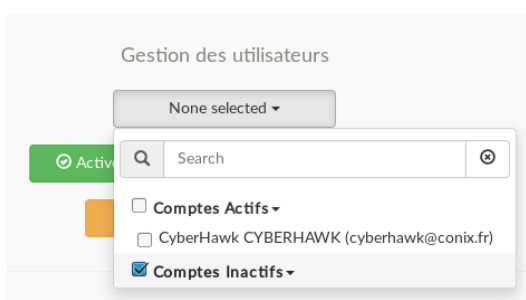 Gestion des utilisateurs
None selected
Search
Comptes Actifs
CyberHawk CYBERHAWK (cyberhawk@conix.fr)
Comptes Inactifs